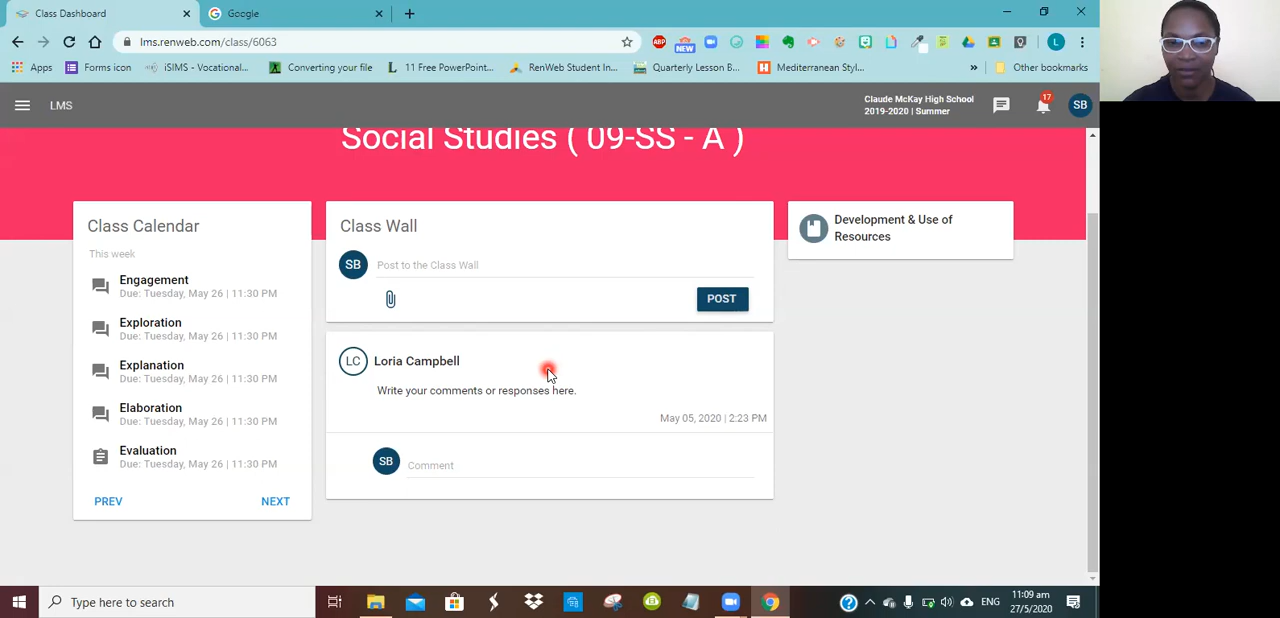 Class Dashboard
Google
lms.renweb.com/class/6063
ABP
NEW
L
Apps
Forms icon
iSIMS - Vocational...
Converting your file
11 Free PowerPoint...
RenWeb Student In...
Quarterly Lesson B...
Mediterranean Styl...
»
Other bookmarks
LMS
Claude McKay High School
2019-2020 | Summer
17
SB
Social Studies ( 09-SS - A )
Class Calendar
This week
Engagement
Due: Tuesday, May 26 | 11:30 PM
Exploration
Due: Tuesday, May 26 | 11:30 PM
Explanation
Due: Tuesday, May 26 | 11:30 PM
Elaboration
Due: Tuesday, May 26 | 11:30 PM
Evaluation
Due: Tuesday, May 26 | 11:30 PM
PREV
NEXT
Class Wall
SB
Post to the Class Wall
POST
LC
Loria Campbell
Write your comments or responses here.
May 05, 2020 | 2:23 PM
SB
Comment
Development & Use of
Resources
Type here to search
ENG
11:09 am
27/5/2020